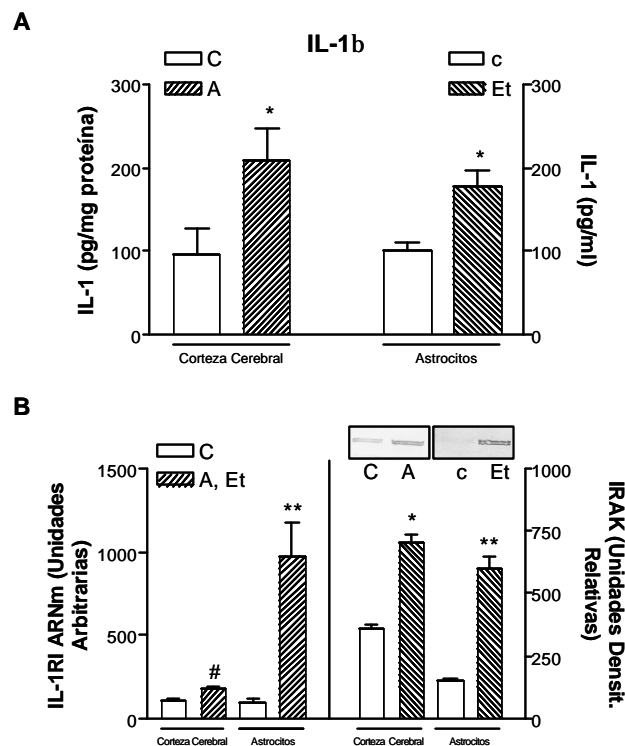 A
IL-1b
C
A
c
Et
300
200
100
0
IL-1 (pg/mg proteína)
*
*
300
200
100
0
IL-1 (pg/ml)
Corteza Cerebral
Astrocitos
B
C
A, Et
C A c Et
1500
1000
500
0
IL-1RI ARNm (Unidades
Arbitrarias)
#
**
*
**
1000
750
500
250
0
IRAK (Unidades Densit.
Relativas)
Corteza Cerebral
Astrocitos
Corteza Cerebral
Astrocitos